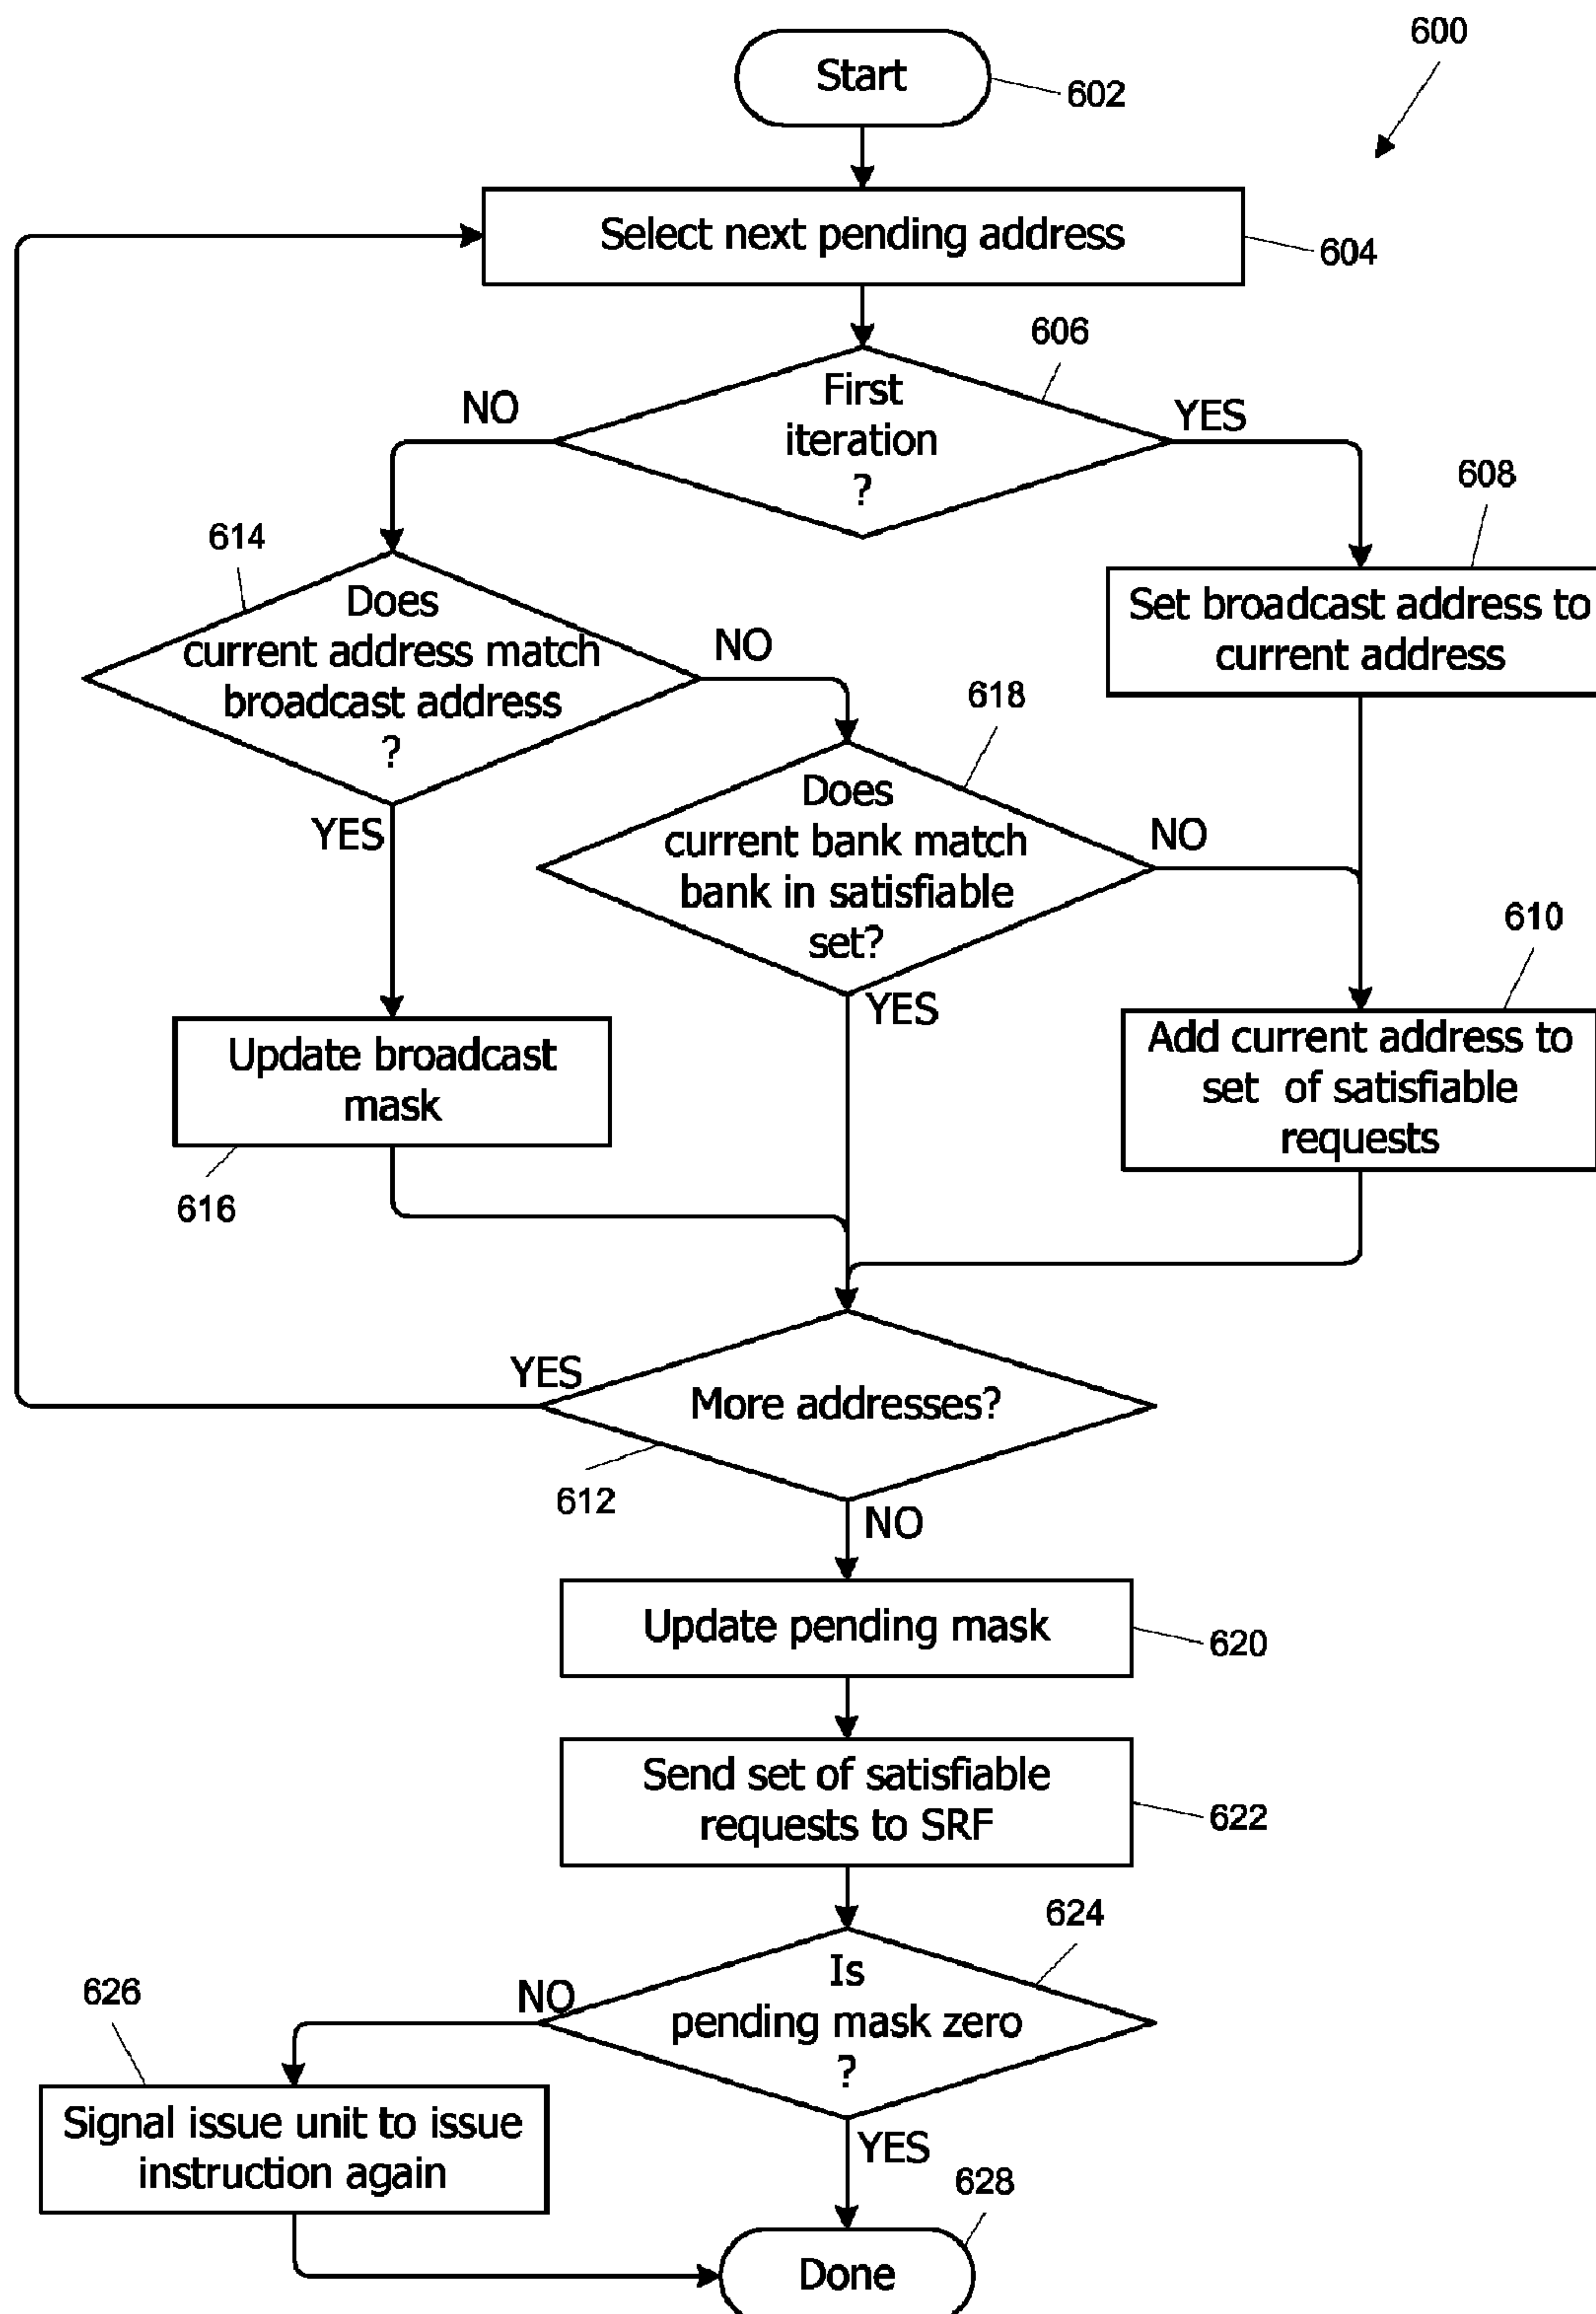 600
Start
602
Select next pending address
604
606
First
iteration
?
NO
YES
608
614
Does
current address match
broadcast address
?
NO
Set broadcast address to
current address
618
YES
Does
current bank match
bank in satisfiable
set?
NO
610
YES
Update broadcast
mask
616
Add current address to
set of satisfiable
requests
YES
More addresses?
612
NO
Update pending mask
620
Send set of satisfiable
requests to SRF
622
624
Is
pending mask zero
?
NO
626
Signal issue unit to issue
instruction again
YES
628
Done